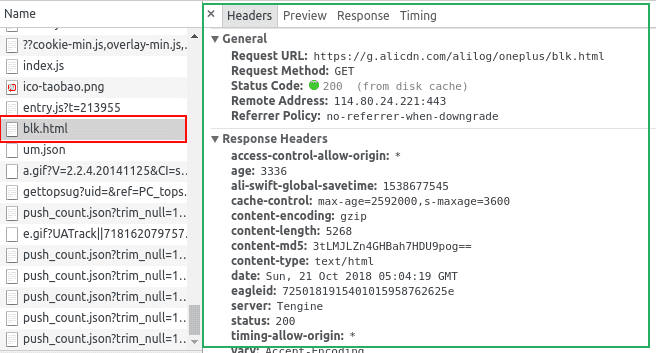 Name
??cookie-min.js,overlay-min.js,
index.js
ico-taobao.png
entry.js?t=213955
blk.html
um.json
a.gif?V=2.2.4.20141125&CI=s..
gettopsug?uid=&ref=PC_tops..
push_count.json?trim_null=1..
e.gif?UATrack||718162079757.
push_count.json?trim_null=1..
push_count.json?trim_null=1..
push_count.json?trim_null=1..
push_count.json?trim_null=1..
push_count.json?trim_null=1..
× Headers Preview Response Timing
▼ General
Request URL: https://g.alicdn.com/alilog/oneplus/blk.html
Request Method: GET
Status Code: 200 (from disk cache)
Remote Address: 114.80.24.221:443
Referrer Policy: no-referrer-when-downgrade
▼ Response Headers
access-control-allow-origin: *
age: 3336
ali-swift-global-savetime: 1538677545
cache-control: max-age=2592000,s-maxage=3600
content-encoding: gzip
content-length: 5268
content-md5: 3tLMJLZn4GHBah7HDU9pog==
content-type: text/html
date: Sun, 21 Oct 2018 05:04:19 GMT
eagleid: 7250181915401015958762625e
server: Tengine
status: 200
timing-allow-origin: *
vary: Accept-Encoding